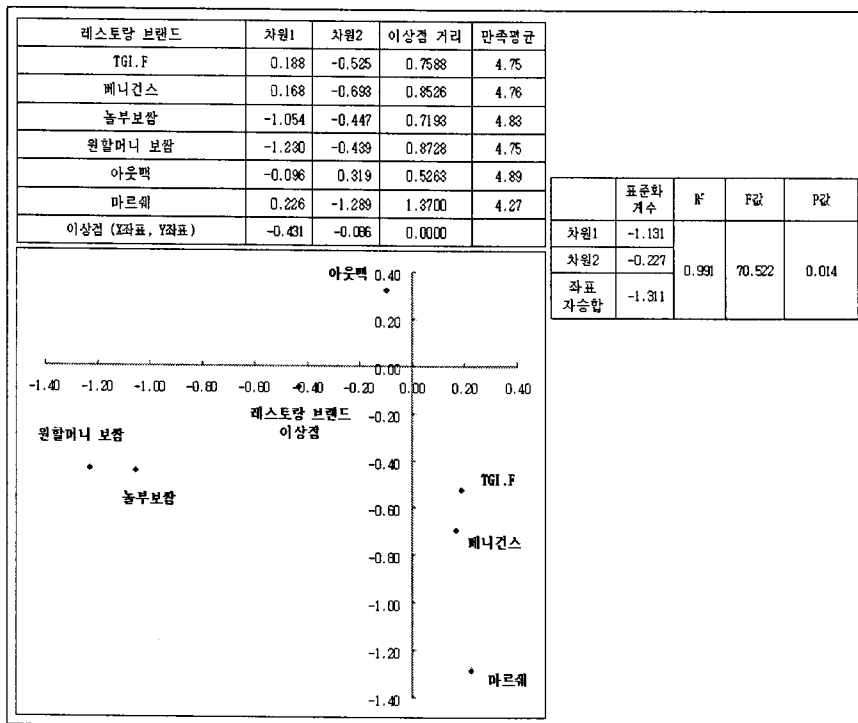 레스토랑 브랜드 차원1 차원2 이상점 거리 만족평균
TGI.F 0.188 -0.525 0.7588 4.75
베니건스 0.168 -0.693 0.8526 4.76
놀부보쌈 -1.054 -0.447 0.7193 4.83
원할머니 보쌈 -1.230 -0.439 0.8728 4.75
아웃백 -0.096 0.319 0.5263 4.89
마르쉐 0.226 -1.289 1.3700 4.27
이상점 (X좌표, Y좌표) -0.431 -0.086 0.0000
표준화
계수 R² F값 P값
차원1 -1.131
차원2 -0.227 0.991 70.522 0.014
좌표
자승합 -1.311
아웃백 0.40
0.20
0.00
-1.40 -1.20 -1.00 -0.80 -0.60 -0.40 -0.20 0.00 0.20 0.40
레스토랑 브랜드 -0.20
이상점
원할머니 보쌈
-0.40
놀부보쌈
TGI.F
-0.60
베니건스
-0.80
-1.00
-1.20
마르쉐
-1.40